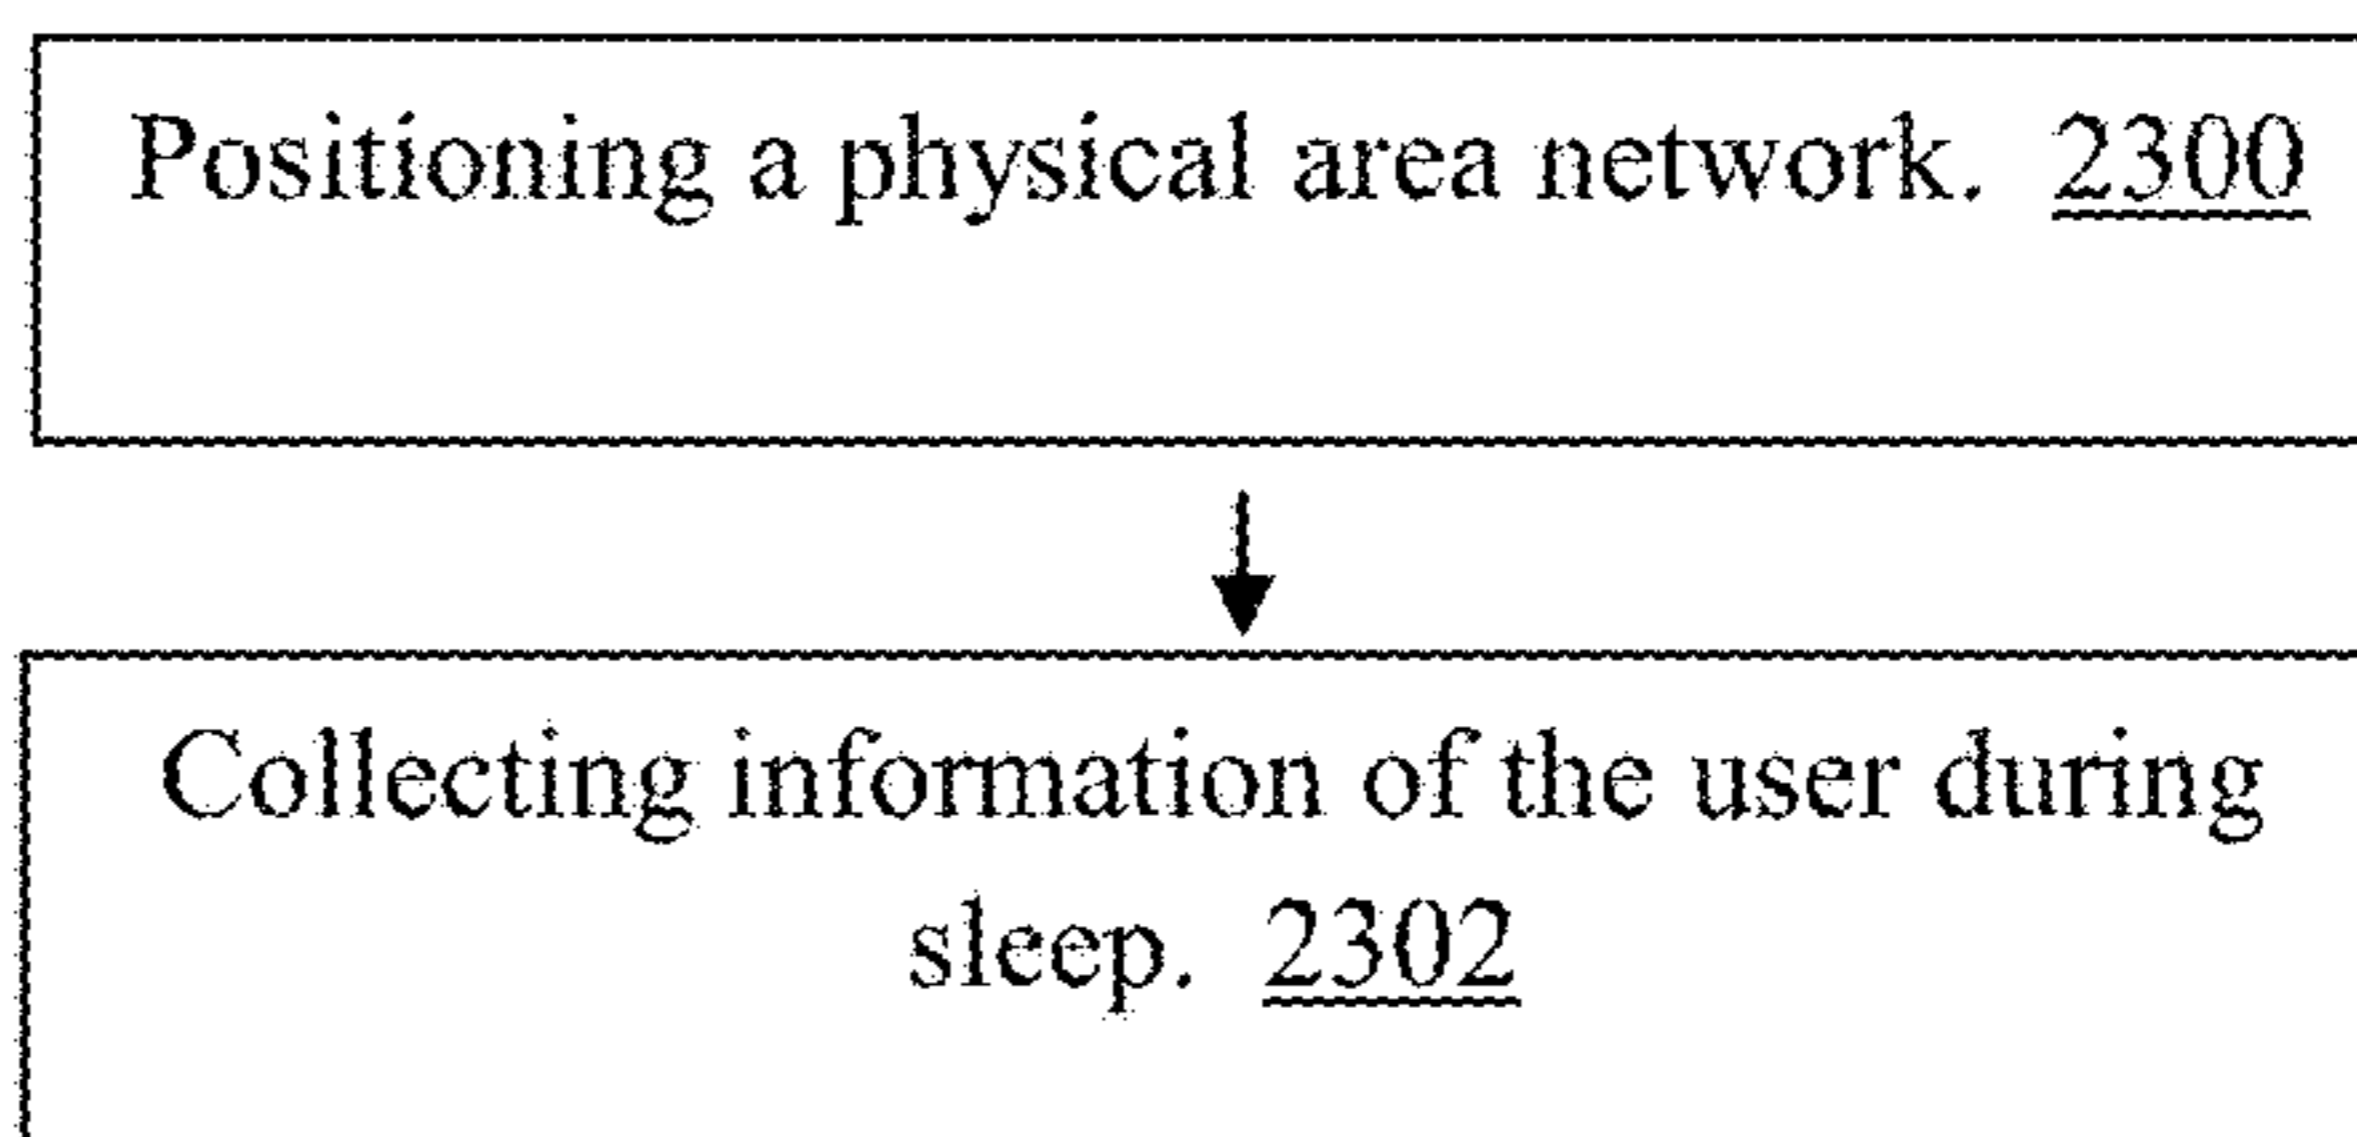 Positioning a physical area network. 2300
Collecting information of the user during
sleep. 2302